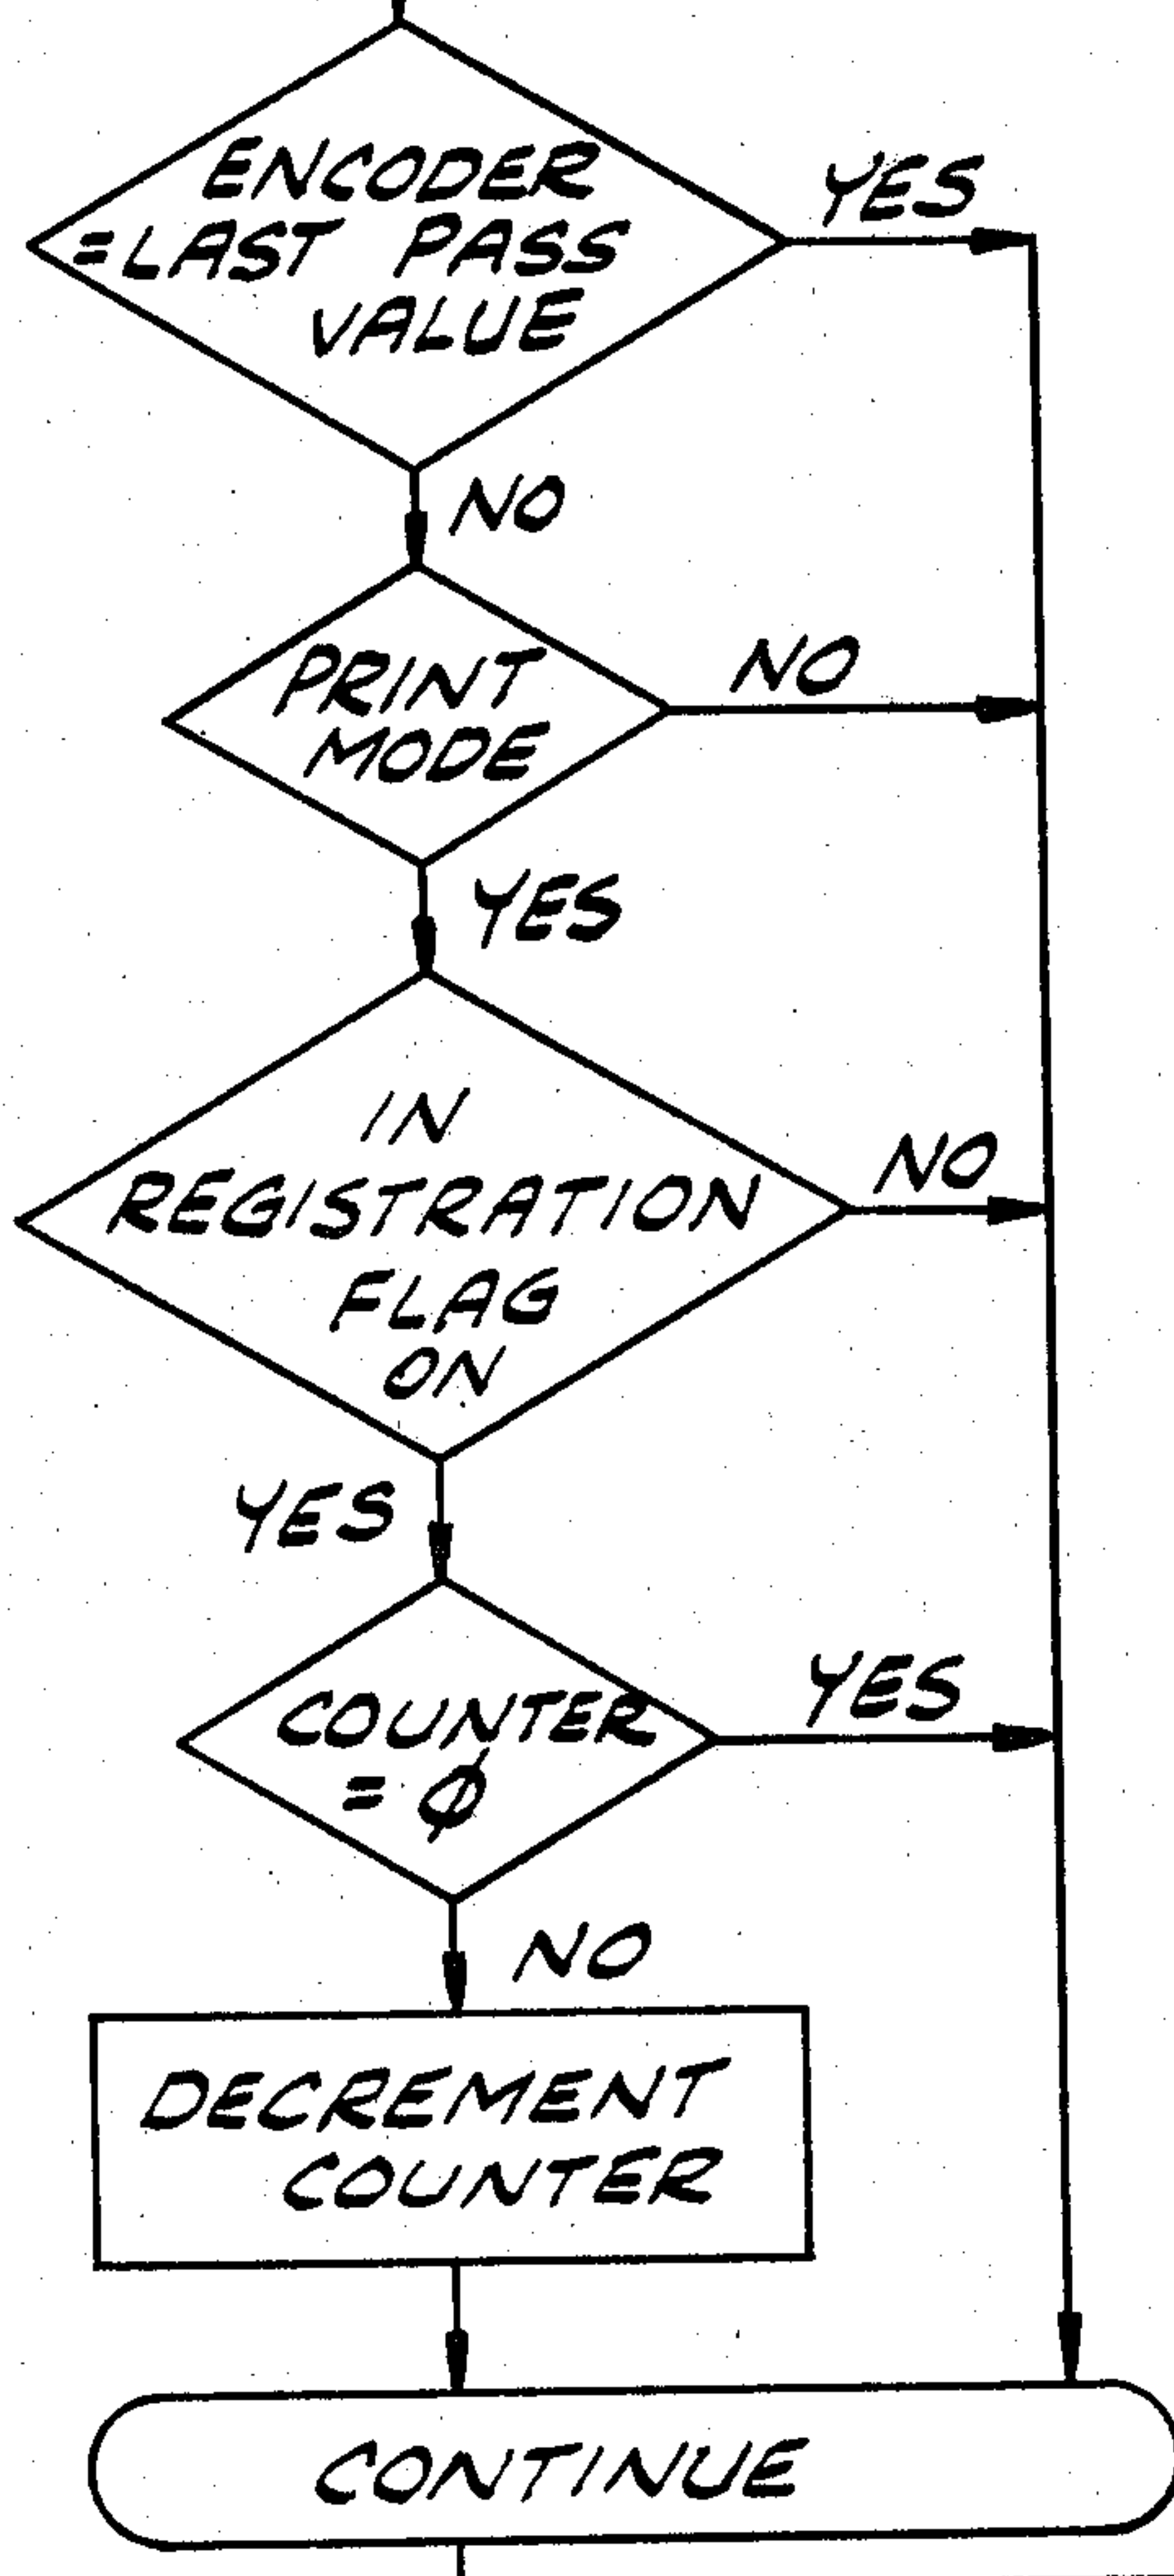 ENCODER
=LAST PASS
VALUE
YES
NO
PRINT
MODE
NO
YES
IN
REGISTRATION
FLAG
ON
NO
YES
COUNTER
= Ø
YES
NO
DECREMENT
COUNTER
CONTINUE